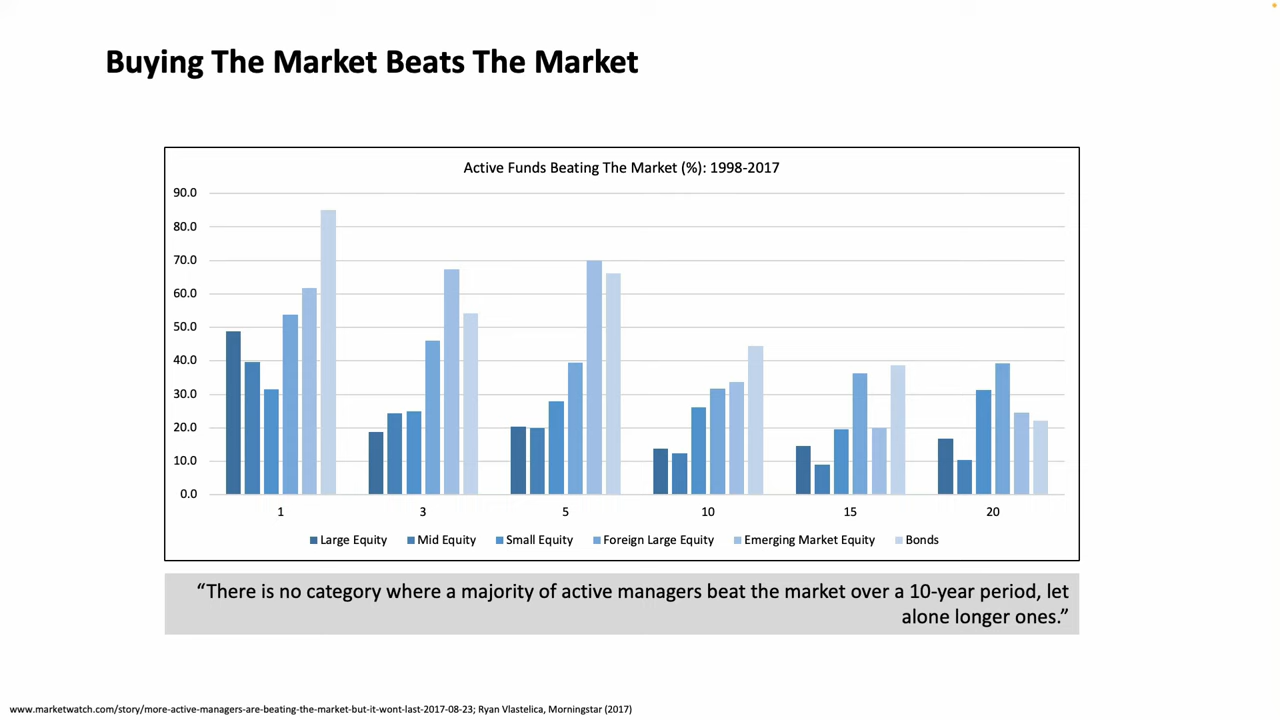 Buying The Market Beats The Market
Active Funds Beating The Market (%): 1998-2017
90.0
80.0
70.0
60.0
50.0
40.0
30.0
20.0
10.0
0.0
1 3 5 10 15 20
Large Equity Mid Equity Small Equity Foreign Large Equity Emerging Market Equity Bonds
“There is no category where a majority of active managers beat the market over a 10-year period, let
alone longer ones.”
www.marketwatch.com/story/more-active-managers-are-beating-the-market-but-it-wont-last-2017-08-23; Ryan Vlastelica, Morningstar (2017)